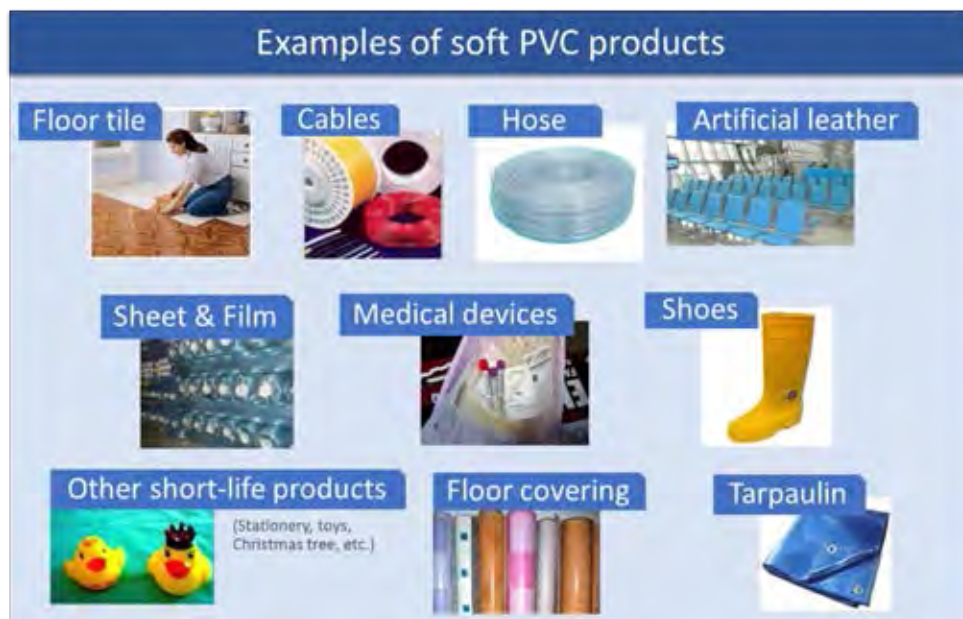 Examples of soft PVC products
Floor tile
Cables
Hose
Artificial leather
Sheet & Film
Medical devices
Shoes
Other short-life products
(Stationery, toys,
Christmas tree, etc.)
Floor covering
Tarpaulin